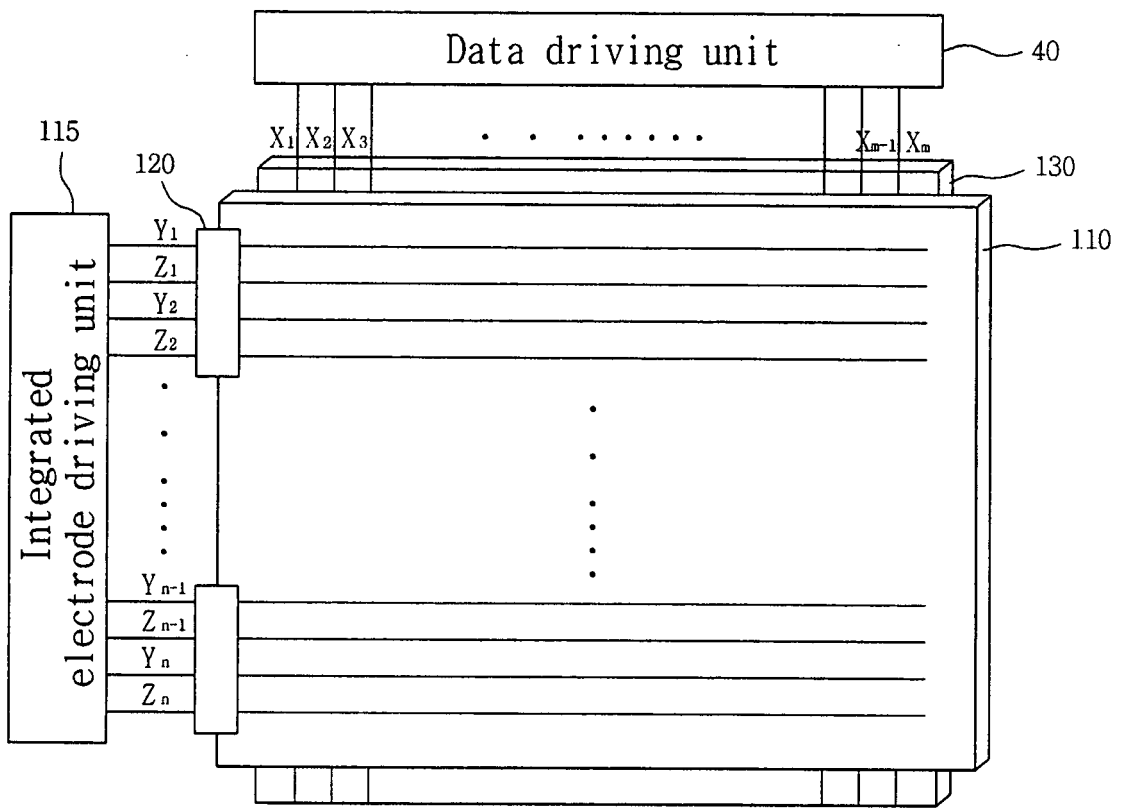 Data driving unit
40
X1 X2 X3 Xm-1 Xm
130
115
120
110
Integrated
electrode driving unit
Y1
Z1
Y2
Z2
Yn-1
Zn-1
Yn
Zn